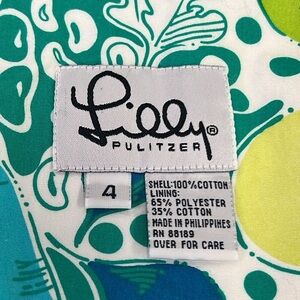 Lilly®
PULITZER
4
SHELL:100%COTTON
LINING:
65% POLYESTER
35% COTTON
MADE IN PHILIPPINES
RN 88189
OVER FOR CARE